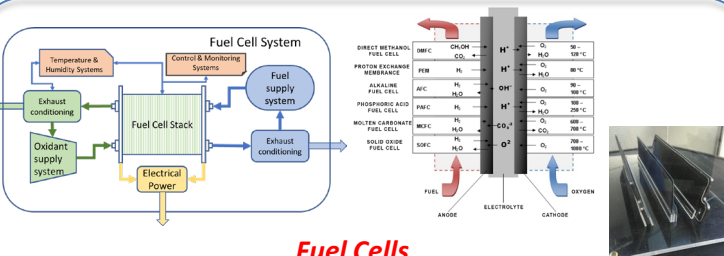 Fuel Cell System
Temperature &
Humidity Systems
Control & Monitoring
Systems
Fuel
supply
system
Exhaust
conditioning
Fuel Cell Stack
Exhaust
conditioning
Oxidant
supply
system
Electrical
Power
DIRECT METHANOL
FUEL CELL
DMFC
CH₃OH
CO₂
H⁺
O₂
H₂O
50 –
120 °C
PROTON EXCHANGE
MEMBRANCE
PEM
H₂
H⁺
O₂
H₂O
80 °C
ALKALINE
FUEL CELL
AFC
H₂
H₂O
OH⁻
O₂
90 –
100 °C
PHOSPHORIC ACID
FUEL CELL
PAFC
H₂
H⁺
O₂
H₂O
MOLTEN CARBONATE
FUEL CELL
MCFC
H₂
H₂O
O₂
CO₂
600 –
700 °C
SOLID OXIDE
FUEL CELL
SOFC
H₂
H₂O
O²
O₂
700 –
1000 °C
FUEL
OXYGEN
ELECTROLYTE
ANODE
CATHODE
Fuel Cells